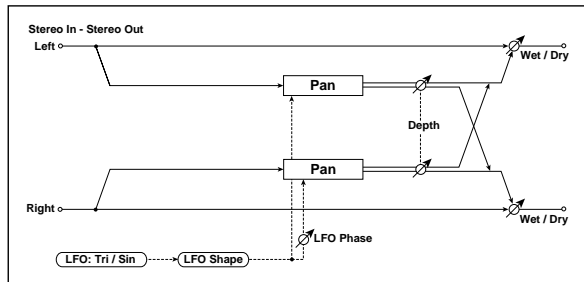 Stereo In - Stereo Out
Left
Wet / Dry
Pan
Depth
Pan
Right
Wet / Dry
LFO Phase
LFO: Tri / Sin
LFO Shape